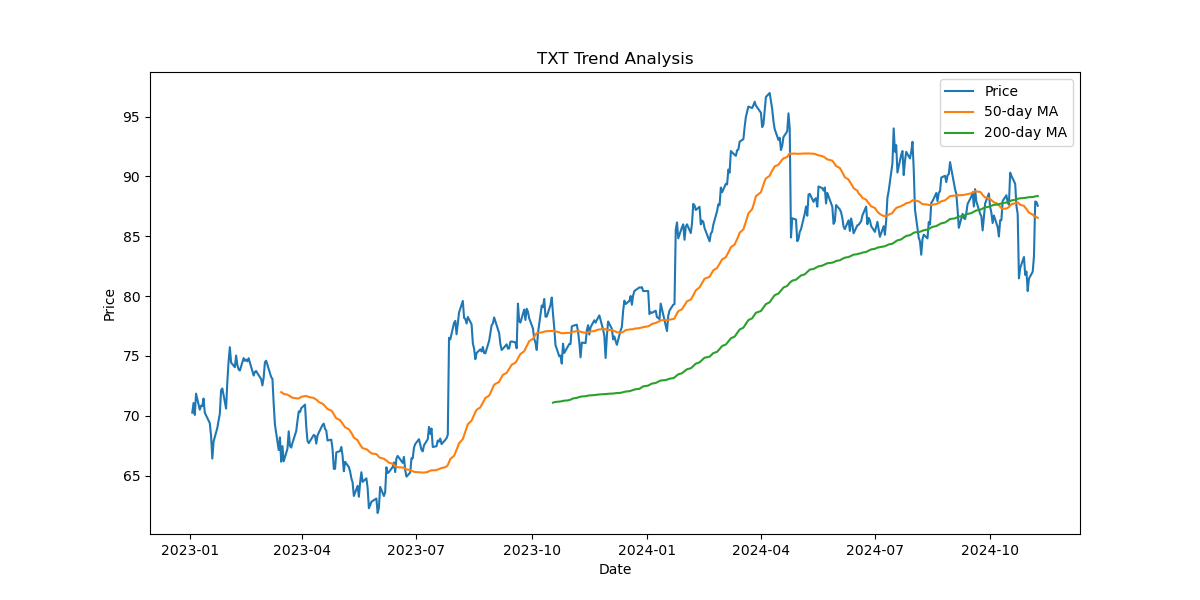 TXT Trend Analysis
Price
50-day MA
200-day MA
95
90
85
80
75
70
65
Price
2023-01
2023-04
2023-07
2023-10
2024-01
2024-04
2024-07
2024-10
Date